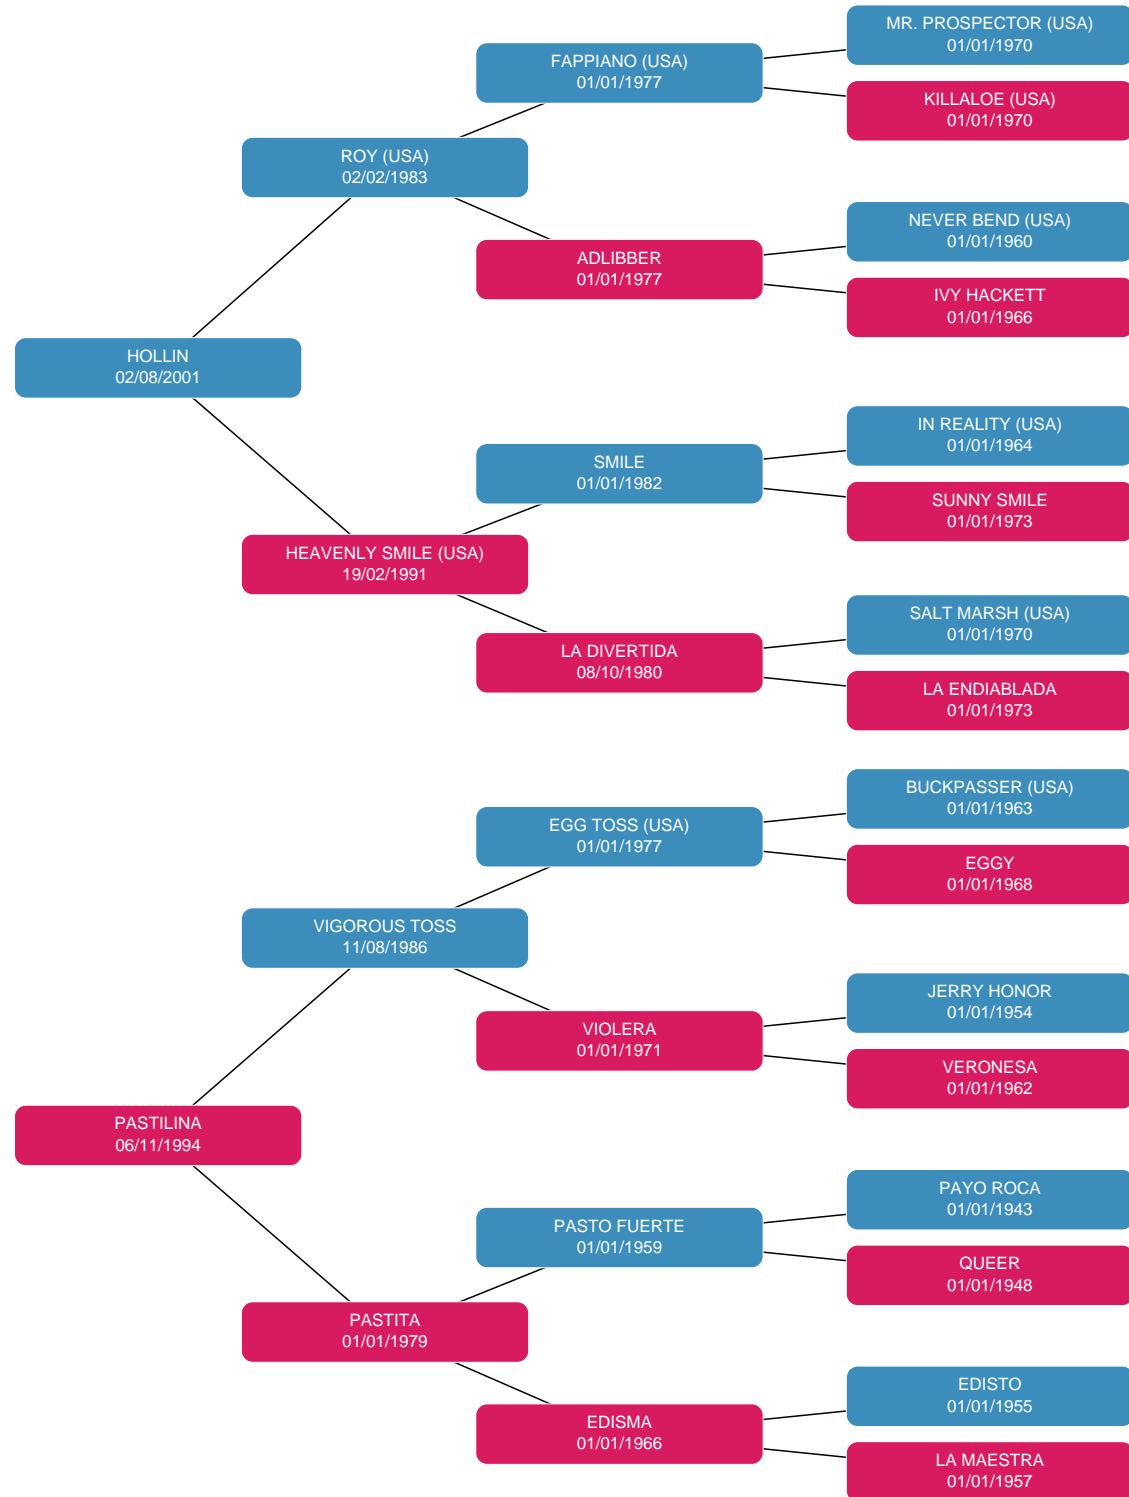 MR. PROSPECTOR (USA)
01/01/1970
FAPPIANO (USA)
01/01/1977
KILLALOE (USA)
01/01/1970
ROY (USA)
02/02/1983
NEVER BEND (USA)
01/01/1960
ADLIBBER
01/01/1977
IVY HACKETT
01/01/1966
HOLLIN
02/08/2001
IN REALITY (USA)
01/01/1964
SMILE
01/01/1982
SUNNY SMILE
01/01/1973
HEAVENLY SMILE (USA)
19/02/1991
SALT MARSH (USA)
01/01/1970
LA DIVERTIDA
08/10/1980
LA ENDIABLADA
01/01/1973
BUCKPASSER (USA)
01/01/1963
EGG TOSS (USA)
01/01/1977
EGGY
01/01/1968
VIGOROUS TOSS
11/08/1986
JERRY HONOR
01/01/1954
VIOLERA
01/01/1971
VERONESA
01/01/1962
PASTILINA
06/11/1994
PAYO ROCA
01/01/1943
PASTO FUERTE
01/01/1959
QUEER
01/01/1948
PASTITA
01/01/1979
EDISTO
01/01/1955
EDISMA
01/01/1966
LA MAESTRA
01/01/1957